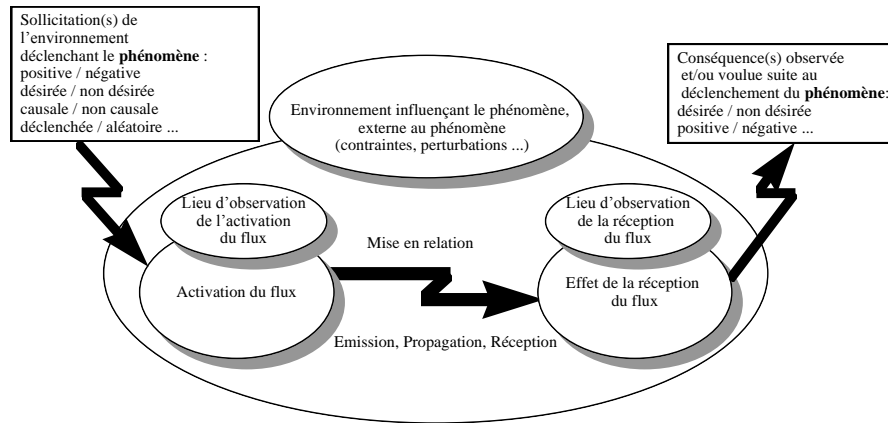 Sollicitation(s) de
l’environnement
déclenchant le phénomène :
positive / négative
désirée / non désirée
causale / non causale
déclenchée / aléatoire ...
Environnement influençant le phénomène,
externe au phénomène
(contraintes, perturbations ...)
Conséquence(s) observée
et/ou voulue suite au
déclenchement du phénomène:
désirée / non désirée
positive / négative ...
Lieu d’observation
de l’activation
du flux
Activation du flux
Mise en relation
Emission, Propagation, Réception
Lieu d’observation
de la réception
du flux
Effet de la réception
du flux